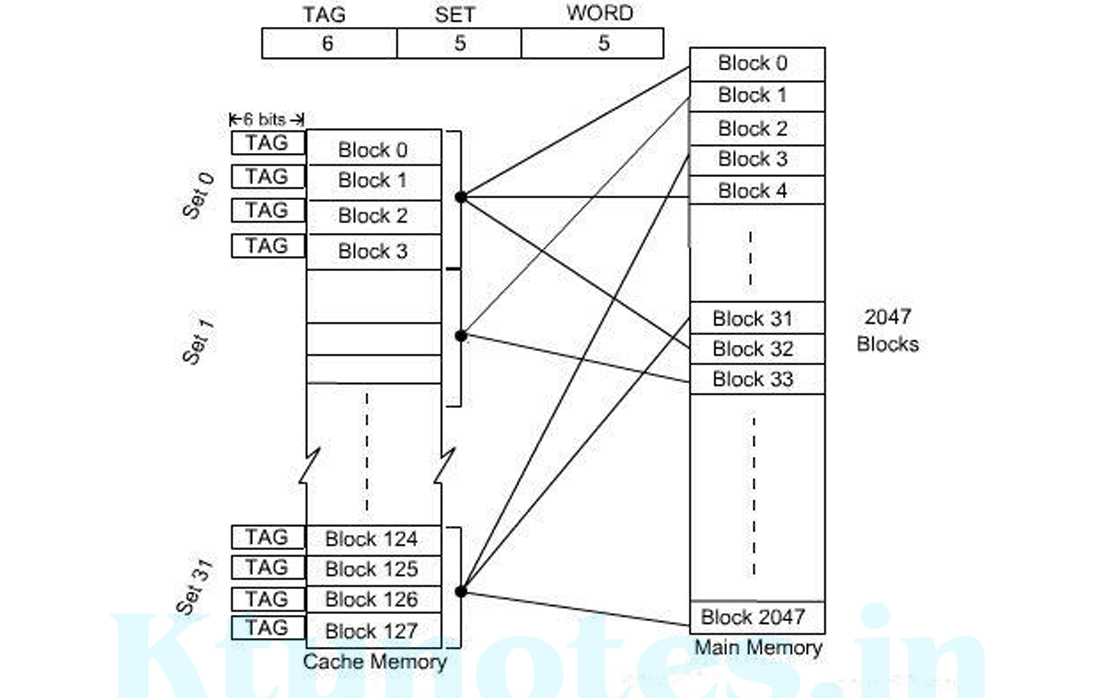 TAG SET WORD
6 5 5
6 bits
Set 0
TAG Block 0
TAG Block 1
TAG Block 2
TAG Block 3
Set 1
Set 31
TAG Block 124
TAG Block 125
TAG Block 126
TAG Block 127
Cache Memory
Block 0
Block 1
Block 2
Block 3
Block 4
Block 31
Block 32
Block 33
Block 2047
Main Memory
2047
Blocks
Ktunotes.in